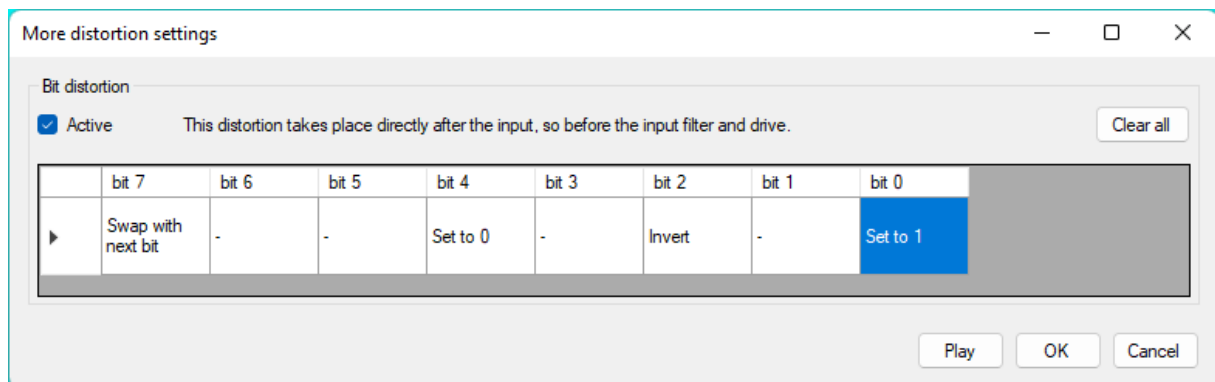 More distortion settings
Bit distortion
Active This distortion takes place directly after the input, so before the input filter and drive. Clear all
bit 7 bit 6 bit 5 bit 4 bit 3 bit 2 bit 1 bit 0
Swap with next bit - - Set to 0 - Invert - Set to 1
Play OK Cancel